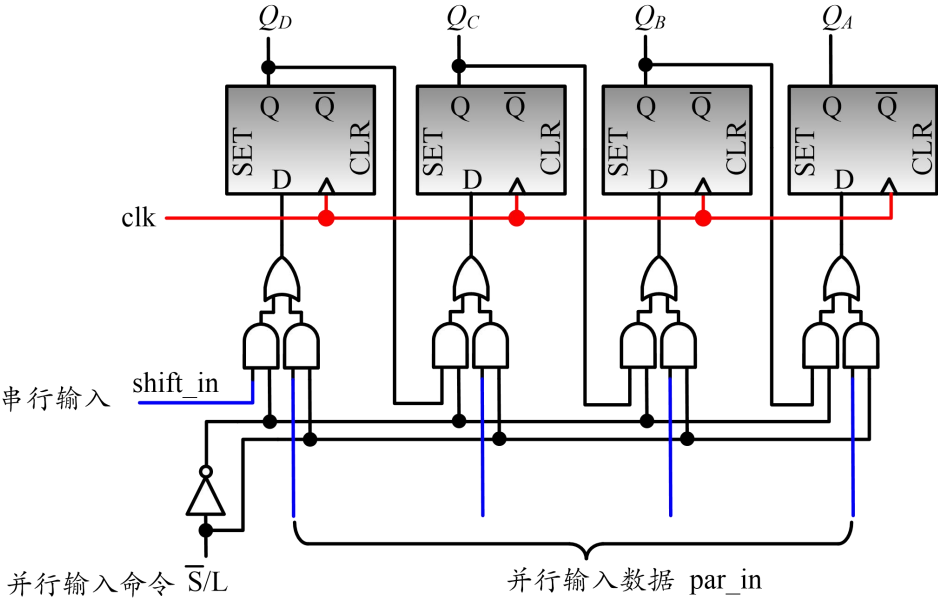 Q_D Q_C Q_B Q_A
Q Q̅ Q Q̅ Q Q̅ Q Q̅
SET CLR SET CLR SET CLR SET CLR
D D D D
clk
串行输入 shift_in
并行输入命令 S̅/L
并行输入数据 par_in